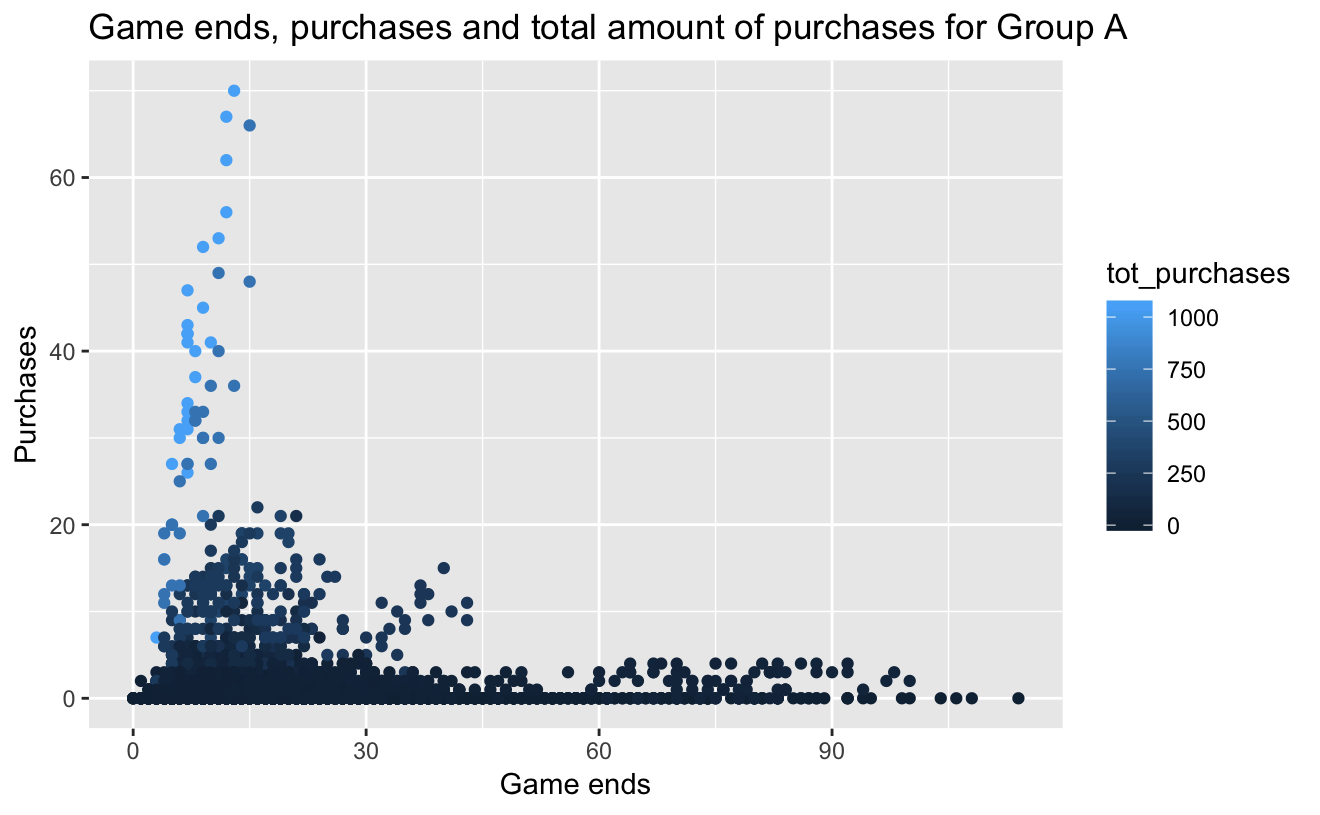 Game ends, purchases and total amount of purchases for Group A
60
40
20
0
Purchases
0 30 60 90
Game ends
tot_purchases
1000
750
500
250
0